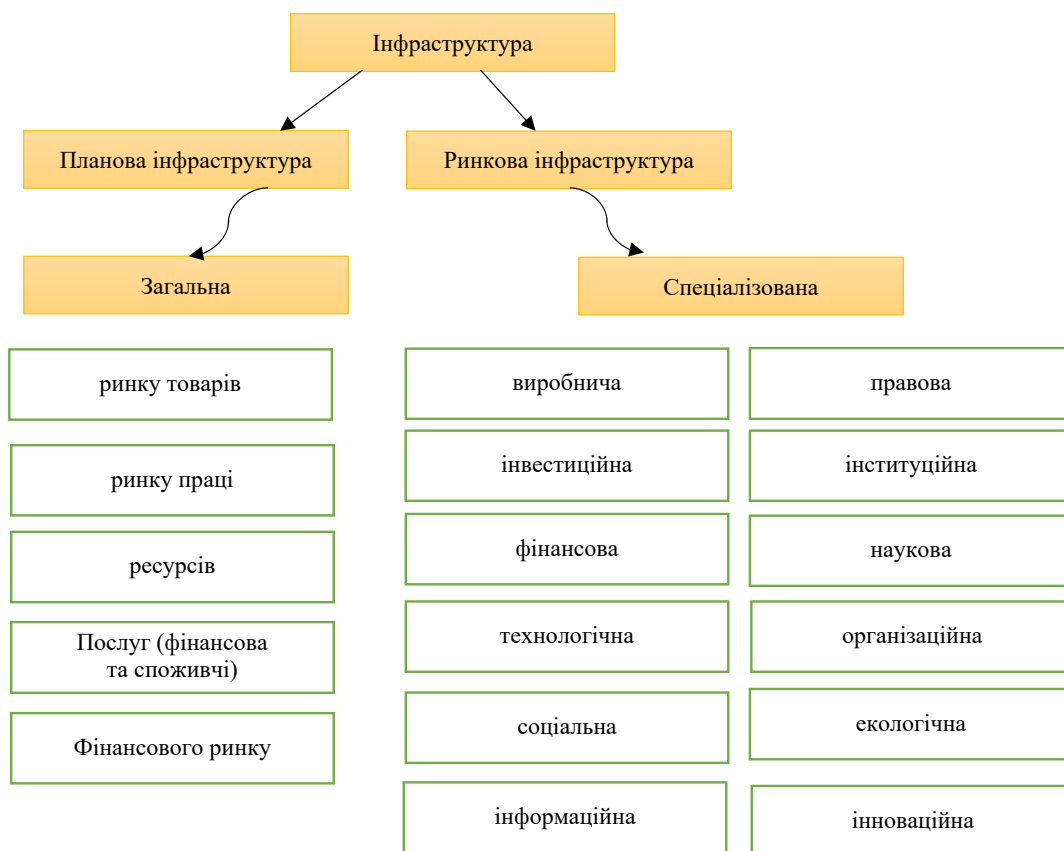 Інфраструктура
Планова інфраструктура
Ринкова інфраструктура
Загальна
Спеціалізована
ринку товарів
ринку праці
ресурсів
Послуг (фінансова
та споживчі)
Фінансового ринку
виробнича
правова
інвестиційна
інституційна
фінансова
наукова
технологічна
організаційна
соціальна
екологічна
інформаційна
інноваційна